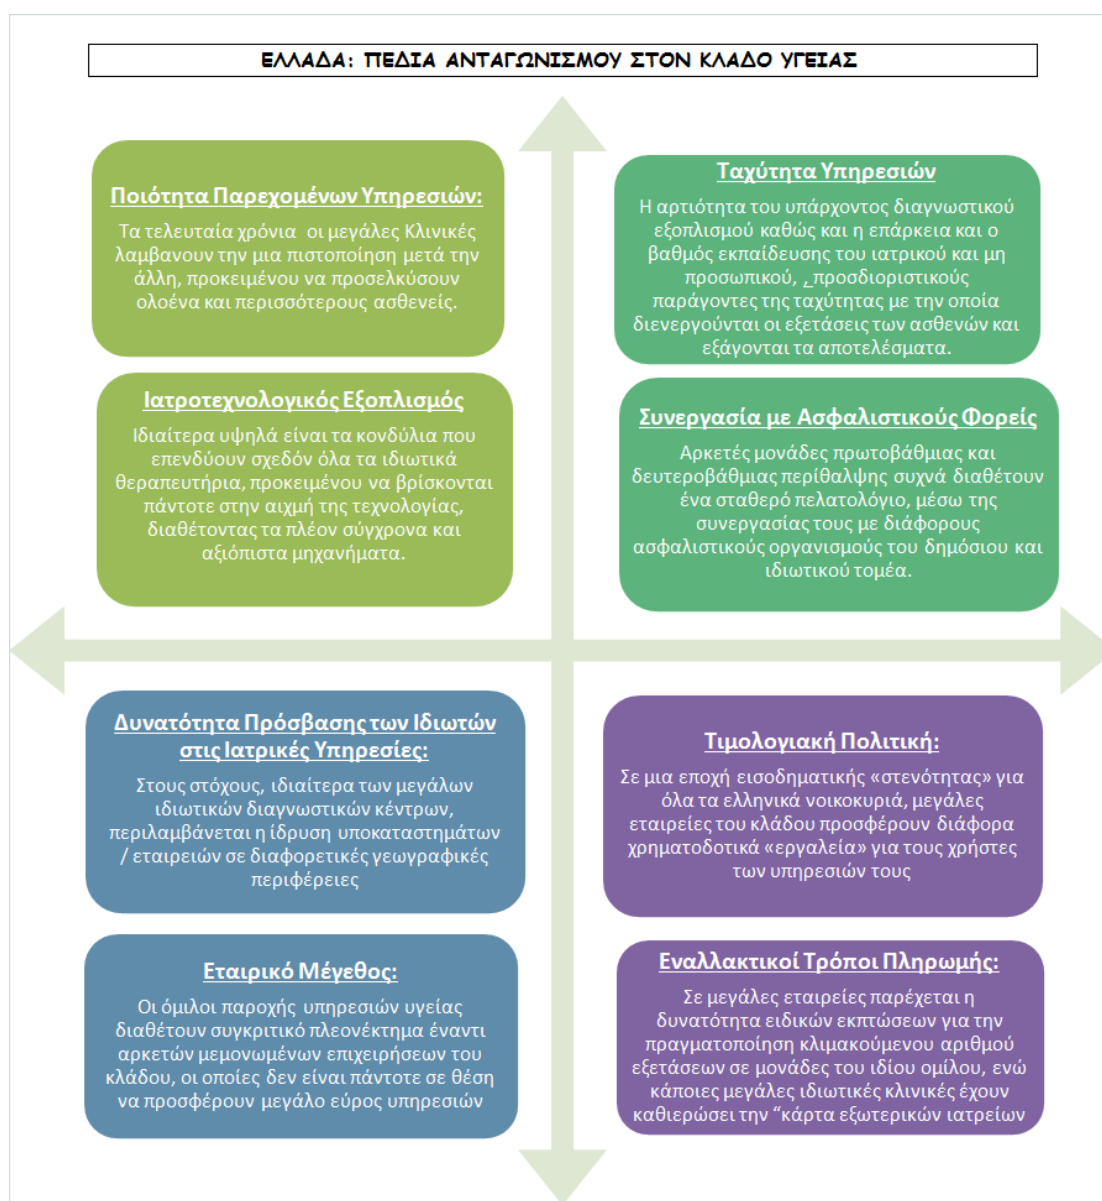 ΕΛΛΑΔΑ: ΠΕΔΙΑ ΑΝΤΑΓΩΝΙΣΜΟΥ ΣΤΟΝ ΚΛΑΔΟ ΥΓΕΙΑΣ
Ποιότητα Παρεχομένων Υπηρεσιών:
Τα τελευταία χρόνια οι μεγάλες Κλινικές
λαμβανουν την μια πιστοποίηση μετά την
άλλη, προκειμένου να προσελκύσουν
ολοένα και περισσότερους ασθενείς.
Ταχύτητα Υπηρεσιών
Η αρτιότητα του υπάρχοντος διαγνωστικού
εξοπλισμού καθώς και η επάρκεια και ο
βαθμός εκπαίδευσης του ιατρικού και μη
προσωπικού, , προσδιοριστικούς
παράγοντες της ταχύτητας με την οποία
διενεργούνται οι εξετάσεις των ασθενών και
εξάγονται τα αποτελέσματα.
Ιατροτεχνολογικός Εξοπλισμός
Ιδιαίτερα υψηλά είναι τα κονδύλια που
επενδύουν σχεδόν όλα τα ιδιωτικά
θεραπευτήρια, προκειμένου να βρίσκονται
πάντοτε στην αιχμή της τεχνολογίας,
διαθέτοντας τα πλέον σύγχρονα και
αξιόπιστα μηχανήματα.
Συνεργασία με Ασφαλιστικούς Φορείς
Αρκετές μονάδες πρωτοβάθμιας και
δευτεροβάθμιας περίθαλψης συχνά διαθέτουν
ένα σταθερό πελατολόγιο, μέσω της
συνεργασίας τους με διάφορους
ασφαλιστικούς οργανισμούς του δημόσιου και
ιδιωτικού τομέα.
Δυνατότητα Πρόσβασης των Ιδιωτών
στις Ιατρικές Υπηρεσίες:
Στους στόχους, ιδιαίτερα των μεγάλων
ιδιωτικών διαγνωστικών κέντρων,
περιλαμβάνεται η ίδρυση υποκαταστημάτων
/ εταιρειών σε διαφορετικές γεωγραφικές
περιφέρειες
Τιμολογιακή Πολιτική:
Σε μια εποχή εισοδηματικής «στενότητας» για
όλα τα ελληνικά νοικοκυριά, μεγάλες
εταιρείες του κλάδου προσφέρουν διάφορα
χρηματοδοτικά «εργαλεία» για τους χρήστες
των υπηρεσιών τους
Εταιρικό Μέγεθος:
Οι όμιλοι παροχής υπηρεσιών υγείας
διαθέτουν συγκριτικό πλεονέκτημα έναντι
αρκετών μεμονωμένων επιχειρήσεων του
κλάδου, οι οποίες δεν είναι πάντοτε σε θέση
να προσφέρουν μεγάλο εύρος υπηρεσιών
Εναλλακτικοί Τρόποι Πληρωμής:
Σε μεγάλες εταιρείες παρέχεται η
δυνατότητα ειδικών εκπτώσεων για την
πραγματοποίηση κλιμακούμενου αριθμού
εξετάσεων σε μονάδες του ιδίου ομίλου, ενώ
κάποιες μεγάλες ιδιωτικές κλινικές έχουν
καθιερώσει την “κάρτα εξωτερικών ιατρείων